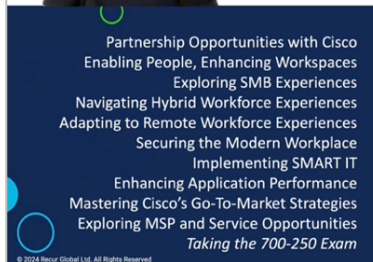 Partnership Opportunities with Cisco
Enabling People, Enhancing Workspaces
Exploring SMB Experiences
Navigating Hybrid Workforce Experiences
Adapting to Remote Workforce Experiences
Securing the Modern Workplace
Implementing SMART IT
Enhancing Application Performance
Mastering Cisco's Go-To-Market Strategies
Exploring MSP and Service Opportunities
Taking the 700-250 Exam
© 2024 Recur Global Ltd. All Rights Reserved